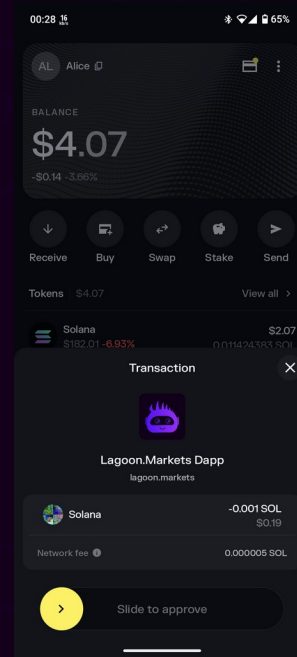 00:28 16 kb/s 65%
AL Alice
BALANCE
$4.07
-$0.14 -3.66%
Receive Buy Swap Stake Send
Tokens $4.07 View all >
Solana $2.07
$182.01 -6.93% 0.011424383 SOL
Transaction
Lagoon.Markets Dapp
lagoon.markets
Solana -0.001 SOL
$0.19
Network fee 0.000005 SOL
Slide to approve